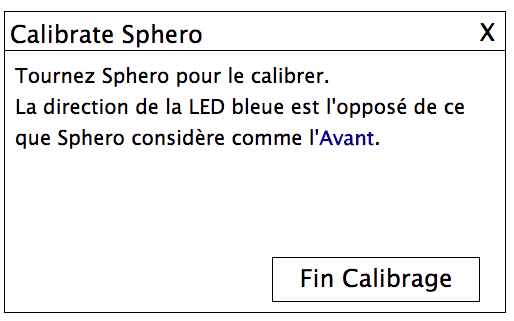 Calibrate Sphero X
Tournez Sphero pour le calibrer.
La direction de la LED bleue est l'opposé de ce
que Sphero considère comme l'Avant.
Fin Calibrage